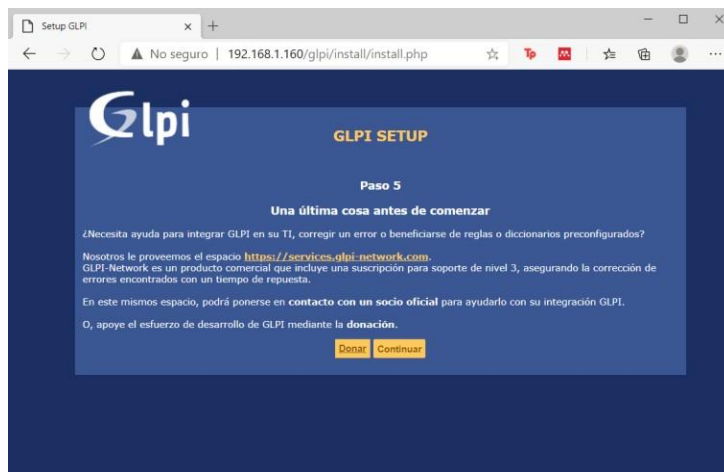 Setup GLPI
No seguro | 192.168.1.160/glpi/install/install.php
Glpi
GLPI SETUP
Paso 5
Una última cosa antes de comenzar
¿Necesita ayuda para integrar GLPI en su TI, corregir un error o beneficiarse de reglas o diccionarios preconfigurados?
Nosotros le proveemos el espacio https://services.glpi-network.com.
GLPI-Network es un producto comercial que incluye una suscripción para soporte de nivel 3, asegurando la corrección de
errores encontrados con un tiempo de repuesta.
En este mismos espacio, podrá ponerse en contacto con un socio oficial para ayudarlo con su integración GLPI.
O, apoye el esfuerzo de desarrollo de GLPI mediante la donación.
Donar Continuar